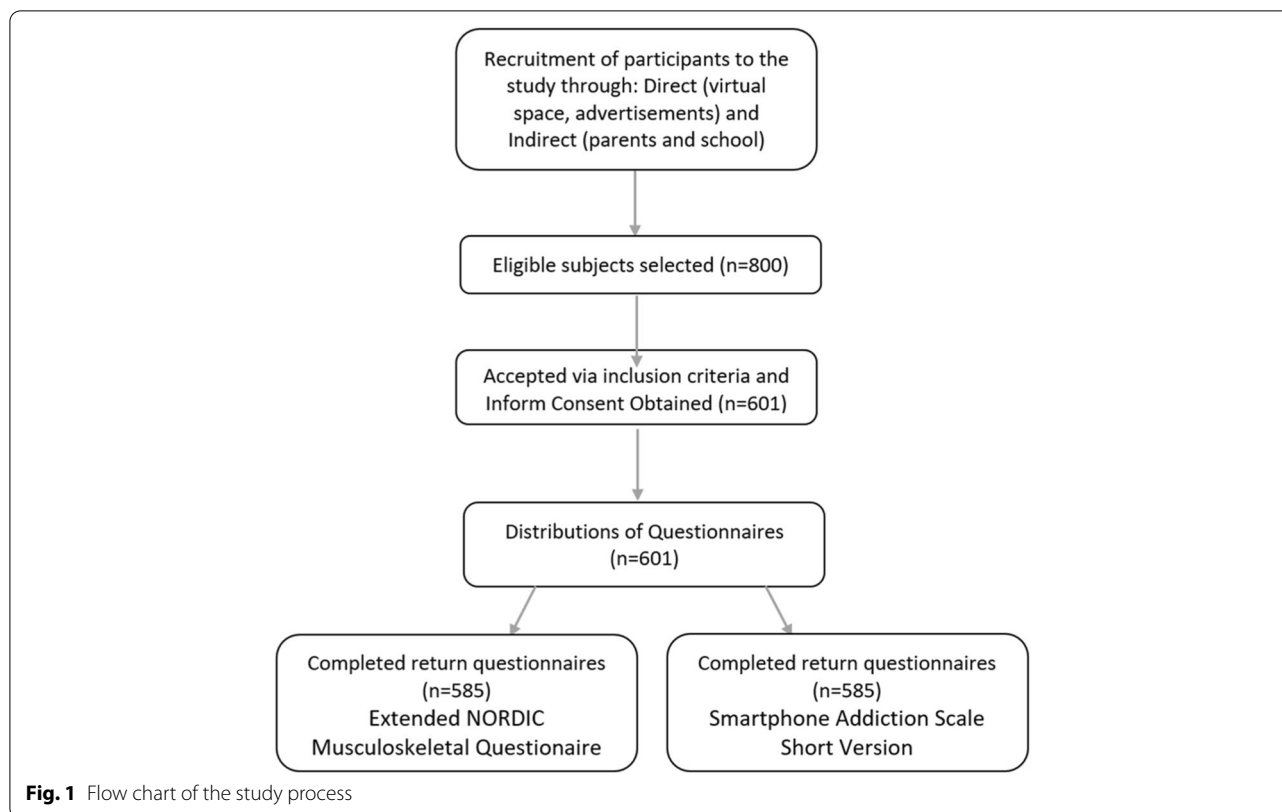 Recruitment of participants to the
study through: Direct (virtual
space, advertisements) and
Indirect (parents and school)
Eligible subjects selected (n=800)
Accepted via inclusion criteria and
Inform Consent Obtained (n=601)
Distributions of Questionnaires
(n=601)
Completed return questionnaires
(n=585)
Extended NORDIC
Musculoskeletal Questionaire
Completed return questionnaires
(n=585)
Smartphone Addiction Scale
Short Version
Fig. 1 Flow chart of the study process